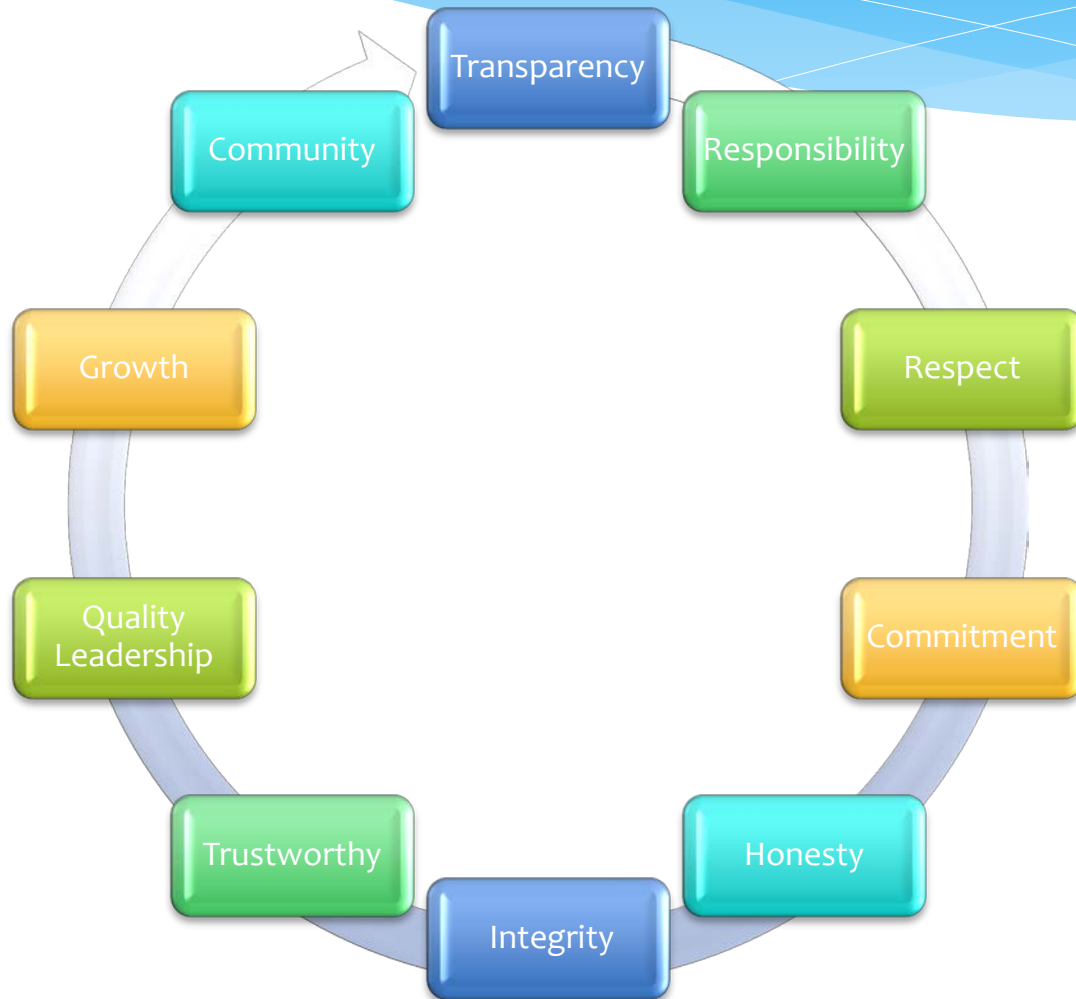 Transparency
Responsibility
Respect
Commitment
Honesty
Integrity
Trustworthy
Quality
Leadership
Growth
Community